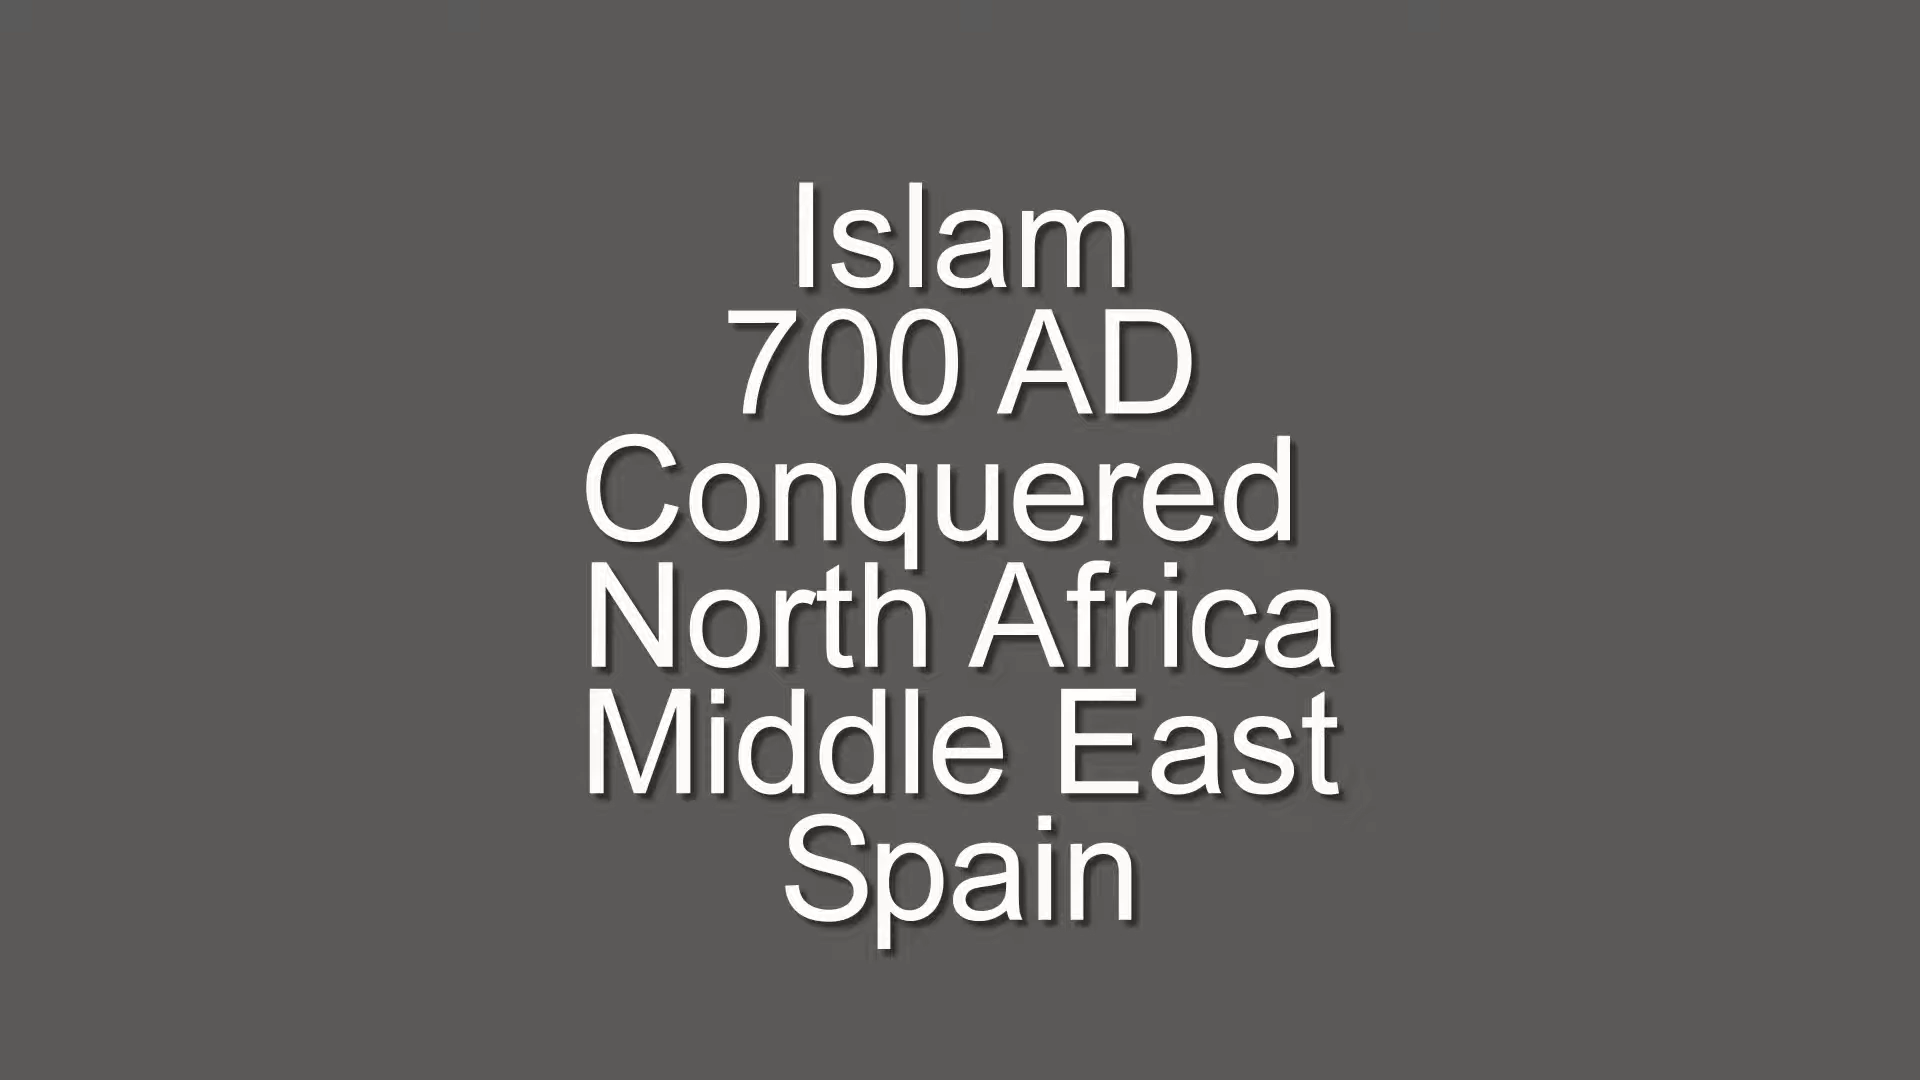 Islam
700 AD
Conquered
North Africa
Middle East
Spain